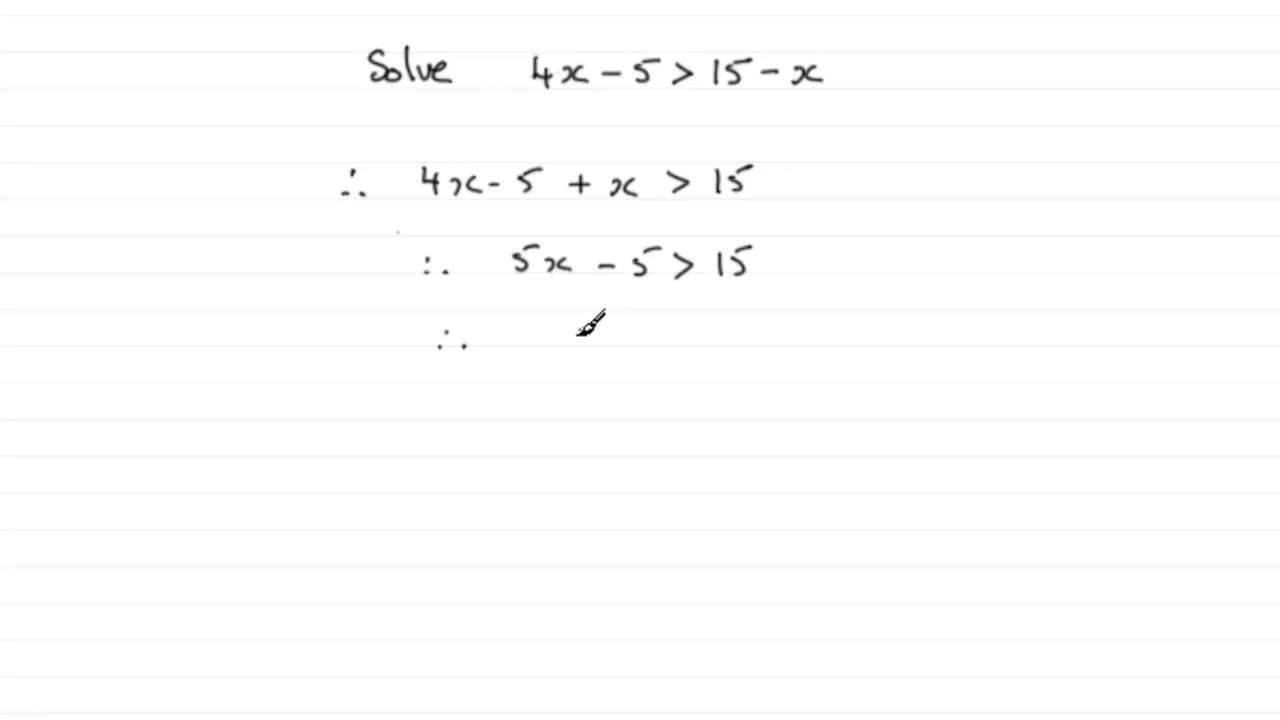 Solve 4x - 5 > 15 - x
∴ 4x - 5 + x > 15
∴ 5x - 5 > 15
∴